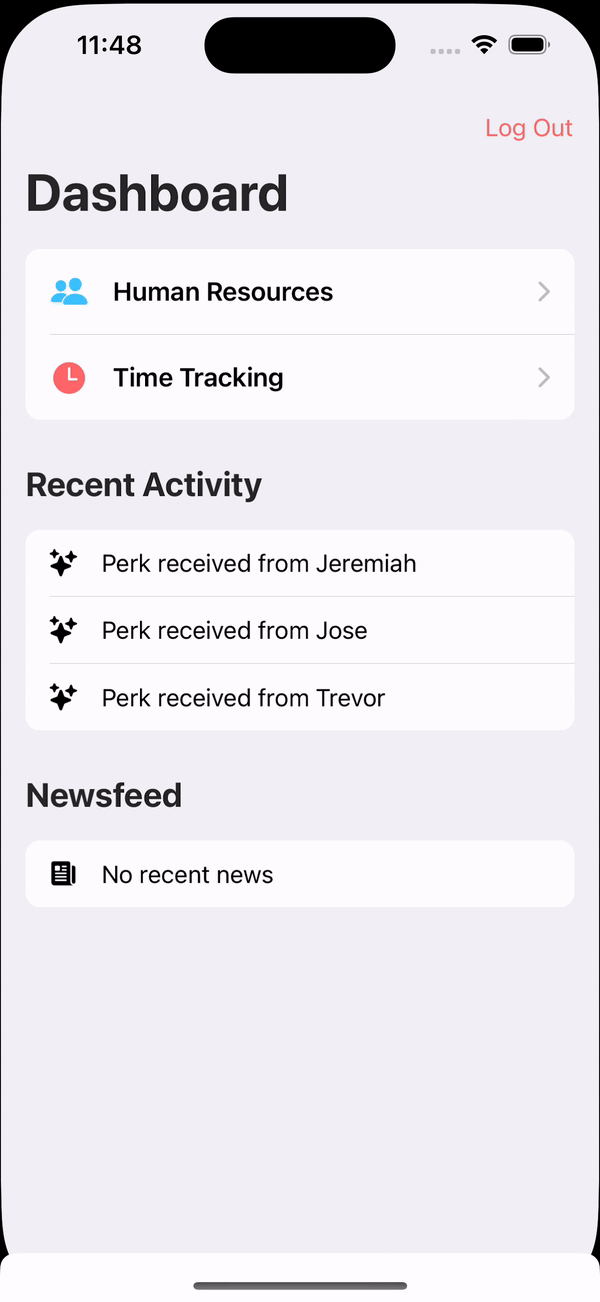 11:48
Log Out
Dashboard
Human Resources
Time Tracking
Recent Activity
Perk received from Jeremiah
Perk received from Jose
Perk received from Trevor
Newsfeed
No recent news